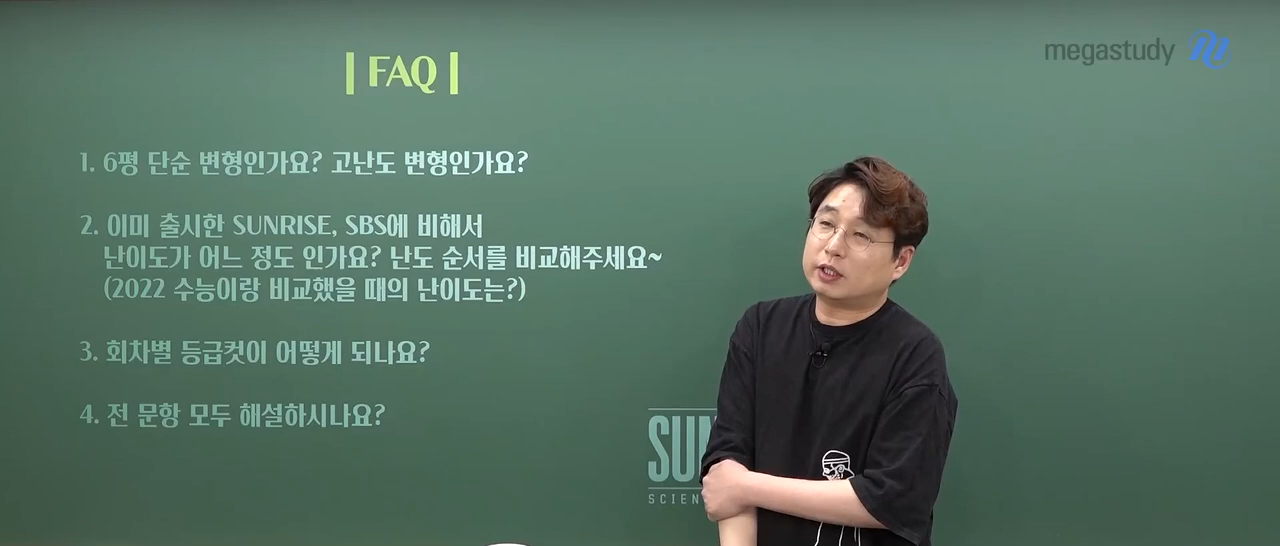 megastudy
| FAQ |
1. 6평 단순 변형인가요? 고난도 변형인가요?
2. 이미 출시한 SUNRISE, SBS에 비해서
난이도가 어느 정도 인가요? 난도 순서를 비교해주세요~
(2022 수능이랑 비교했을 때의 난이도는?)
3. 회차별 등급컷이 어떻게 되나요?
4. 전 문항 모두 해설하시나요?
SUN
SCIEN